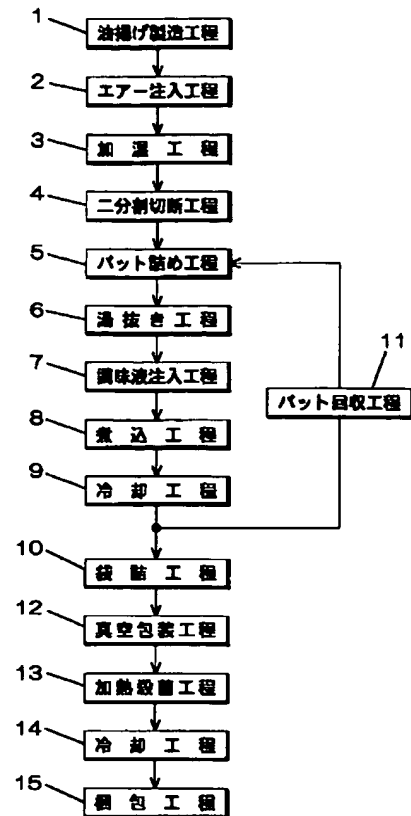 1
油揚げ製造工程
2
エアー注入工程
3
加温工程
4
二分割切断工程
5
バット詰め工程
6
湯抜き工程
7
調味液注入工程
11
8
煮込工程
バット回収工程
9
冷却工程
10
袋詰工程
12
真空包装工程
13
加熱殺菌工程
14
冷却工程
15
梱包工程